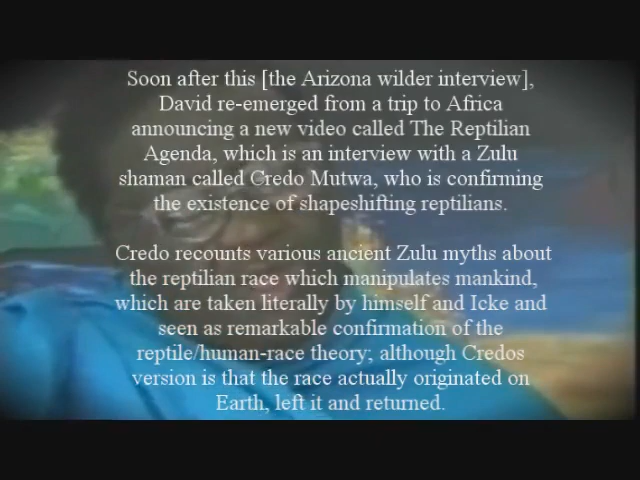 Soon after this [the Arizona wilder interview],
David re-emerged from a trip to Africa
announcing a new video called The Reptilian
Agenda, which is an interview with a Zulu
shaman called Credo Mutwa, who is confirming
the existence of shapeshifting reptilians.
Credo recounts various ancient Zulu myths about
the reptilian race which manipulates mankind,
which are taken literally by himself and Icke and
seen as remarkable confirmation of the
reptile/human-race theory; although Credos
version is that the race actually originated on
Earth, left it and returned.